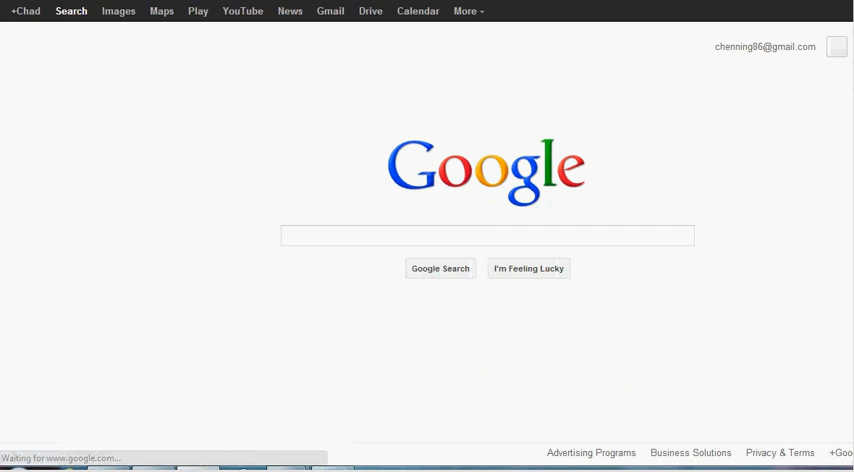 +Chad Search Images Maps Play YouTube News Gmail Drive Calendar More
chenning86@gmail.com
Google
Google Search I'm Feeling Lucky
Advertising Programs Business Solutions Privacy & Terms +Goo
Waiting for www.google.com...